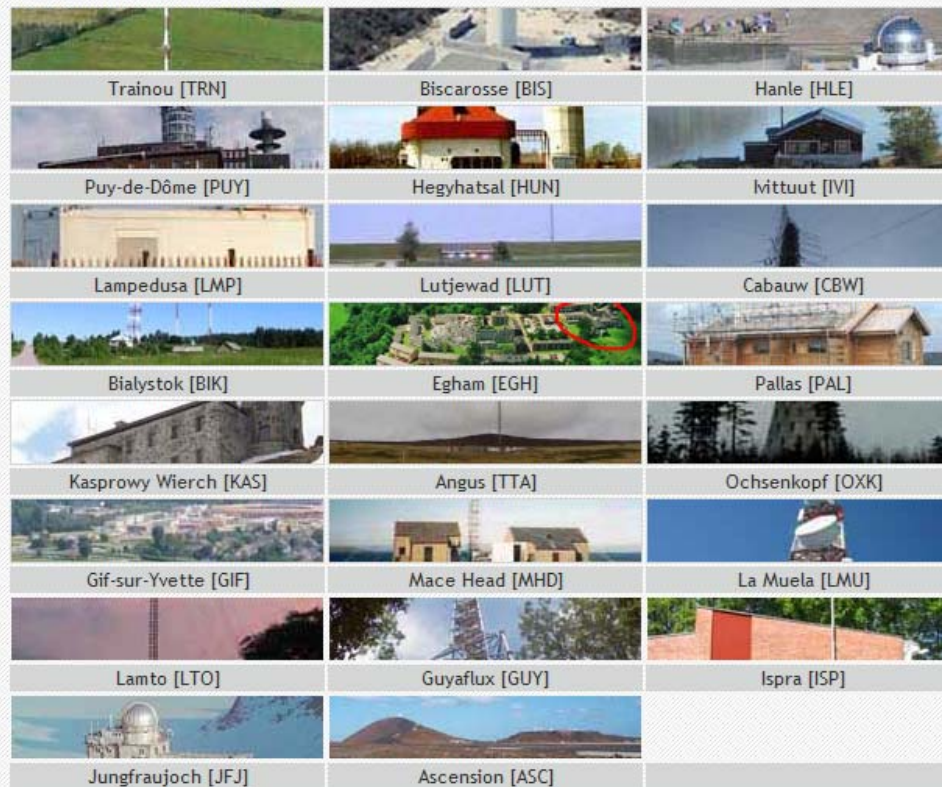 Trainou [TRN] Biscarosse [BIS] Hanle [HLE]
Puy-de-Dôme [PUY] Hegyhatsal [HUN] Ivittuut [IVI]
Lampedusa [LMP] Lutjewad [LUT] Cabauw [CBW]
Bialystok [BIK] Egham [EGH] Pallas [PAL]
Kasprowy Wierch [KAS] Angus [TTA] Ochsenkopf [OXK]
Gif-sur-Yvette [GIF] Mace Head [MHD] La Muela [LMU]
Lamto [LTO] Guyaflux [GUY] Ispra [ISP]
Jungfraujoch [JFJ] Ascension [ASC]